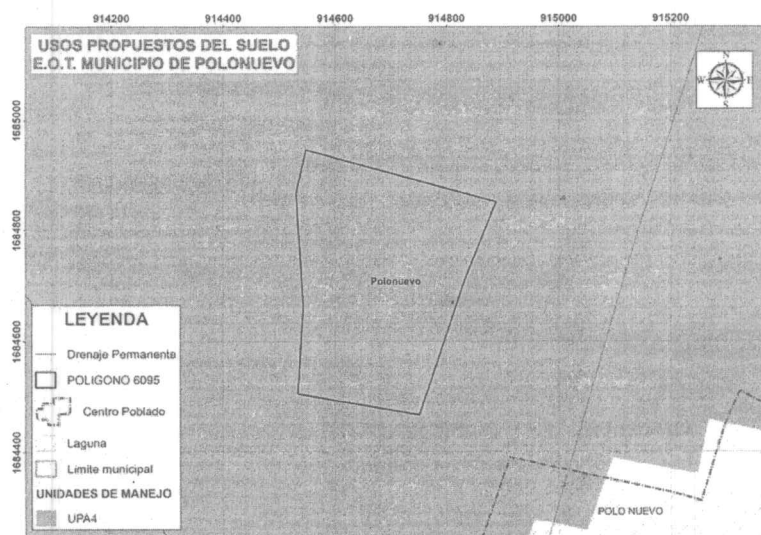 914200 914400 914600 914800 915000 915200
USOS PROPUESTOS DEL SUELO
E.O.T. MUNICIPIO DE POLONUEVO
N
W E
S
1685000
1684800
1684600
1684400
Polonuevo
LEYENDA
Drenaje Permanente
POLIGONO 6095
Centro Poblado
Laguna
Limite municipal
UNIDADES DE MANEJO
UPA4
POLO NUEVO